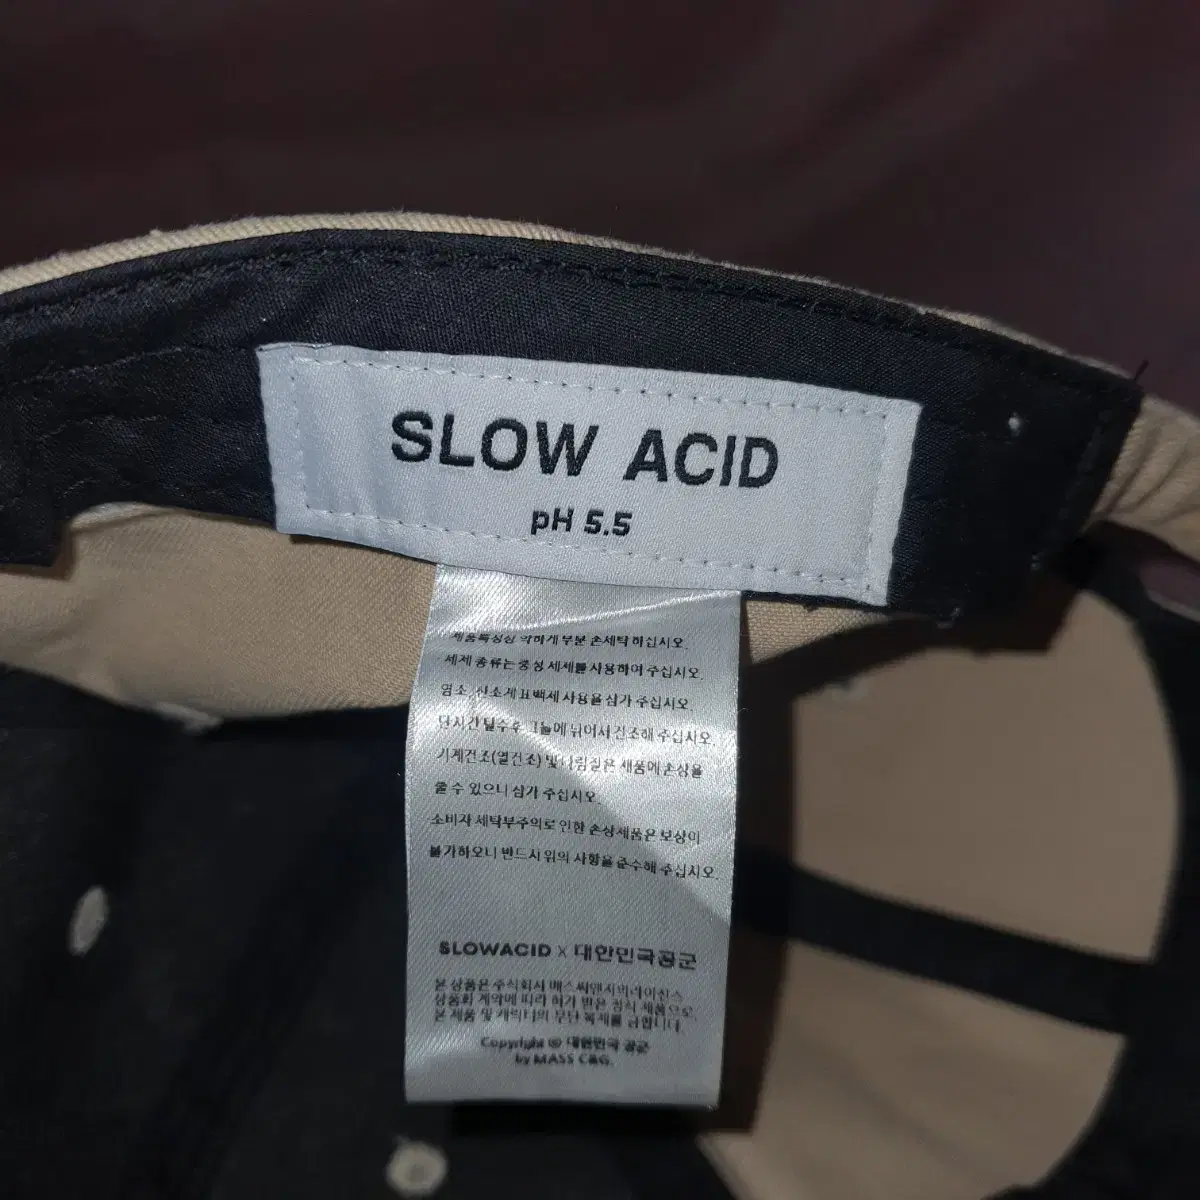 SLOW ACID
pH 5.5
제품특성상 약하게 부분 손세탁 하십시오.
세제 종류는 중성 세제를 사용하여 주십시오.
염소, 산소계 표백제 사용을 삼가 주십시오.
단시간 탈수후 그늘에 뉘어서 건조해 주십시오.
기계건조(열건조) 및 다림질은 제품에 손상을
줄 수 있으니 삼가 주십시오.
소비자 세탁부주의로 인한 손상제품은 보상이
불가하오니 반드시 위의 사항을 준수해 주십시오.
SLOWACID x 대한민국공군
본 상품은 주식회사 매스씨앤지의 라이선스
상품화 계약에 따라 허가 받은 정식 제품으로,
본 제품 및 캐릭터의 무단 복제를 금합니다.
Copyright © 대한민국 공군
by MASS C&G.